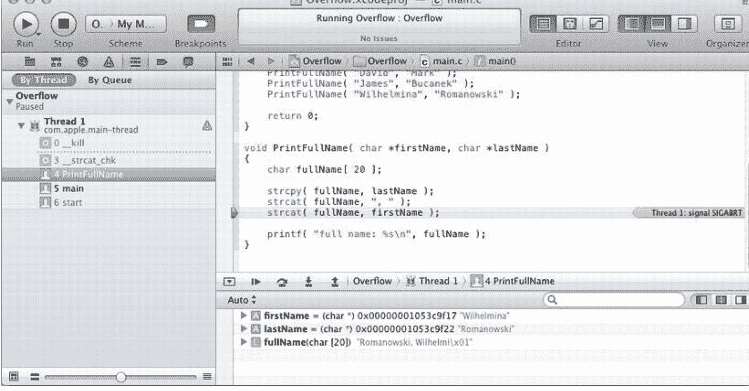 Overflow.xcodeproj main.c
Running Overflow : Overflow
No Issues
O... My M...
Run Stop Scheme Breakpoints Editor View Organizer
Overflow Overflow main.c main()
By Thread By Queue
PrintFullName( "David", "Mark" );
Overflow
PrintFullName( "James", "Bucanek" );
Paused
PrintFullName( "Wilhelmina", "Romanowski" );
Thread 1
com.apple.main-thread
return 0;
0 __kill
}
3 __strcat_chk
void PrintFullName( char *firstName, char *lastName )
4 PrintFullName
{
5 main
char fullName[ 20 ];
6 start
strcpy( fullName, lastName );
strcat( fullName, ", " );
strcat( fullName, firstName );
Thread 1: signal SIGABRT
printf( "full name: %s\n", fullName );
}
Overflow Thread 1 4 PrintFullName
Auto
firstName = (char *) 0x00000001053c9f17 "Wilhelmina"
lastName = (char *) 0x00000001053c9f22 "Romanowski"
fullName(char [20]) "Romanowski, Wilhelmi\x01"